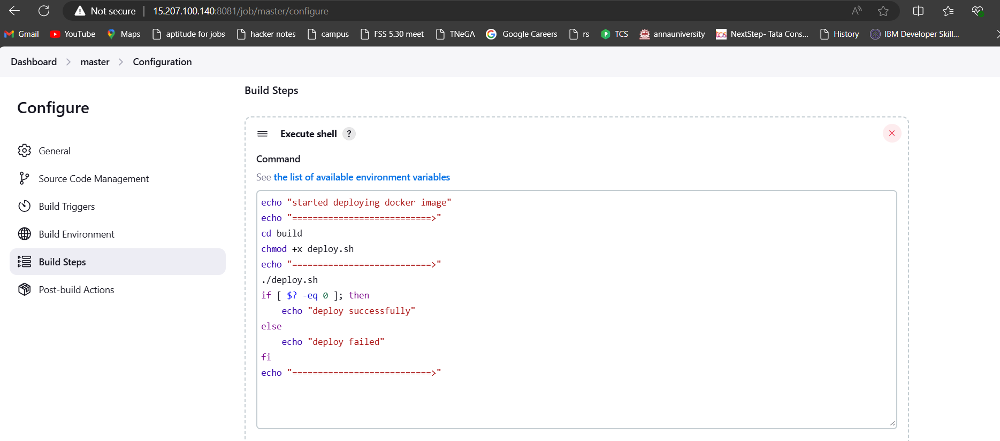 Not secure | 15.207.100.140:8081/job/master/configure
Gmail YouTube Maps aptitude for jobs hacker notes campus FSS 5.30 meet TNeGA Google Careers rs TCS annauniversity NextStep- Tata Cons... History IBM Developer Skill...
Dashboard > master > Configuration
Configure
General
Source Code Management
Build Triggers
Build Environment
Build Steps
Post-build Actions
Build Steps
Execute shell ?
Command
See the list of available environment variables
echo "started deploying docker image"
echo "===========================>"
cd build
chmod +x deploy.sh
echo "===========================>"
./deploy.sh
if [ $? -eq 0 ]; then
    echo "deploy successfully"
else
    echo "deploy failed"
fi
echo "===========================>"